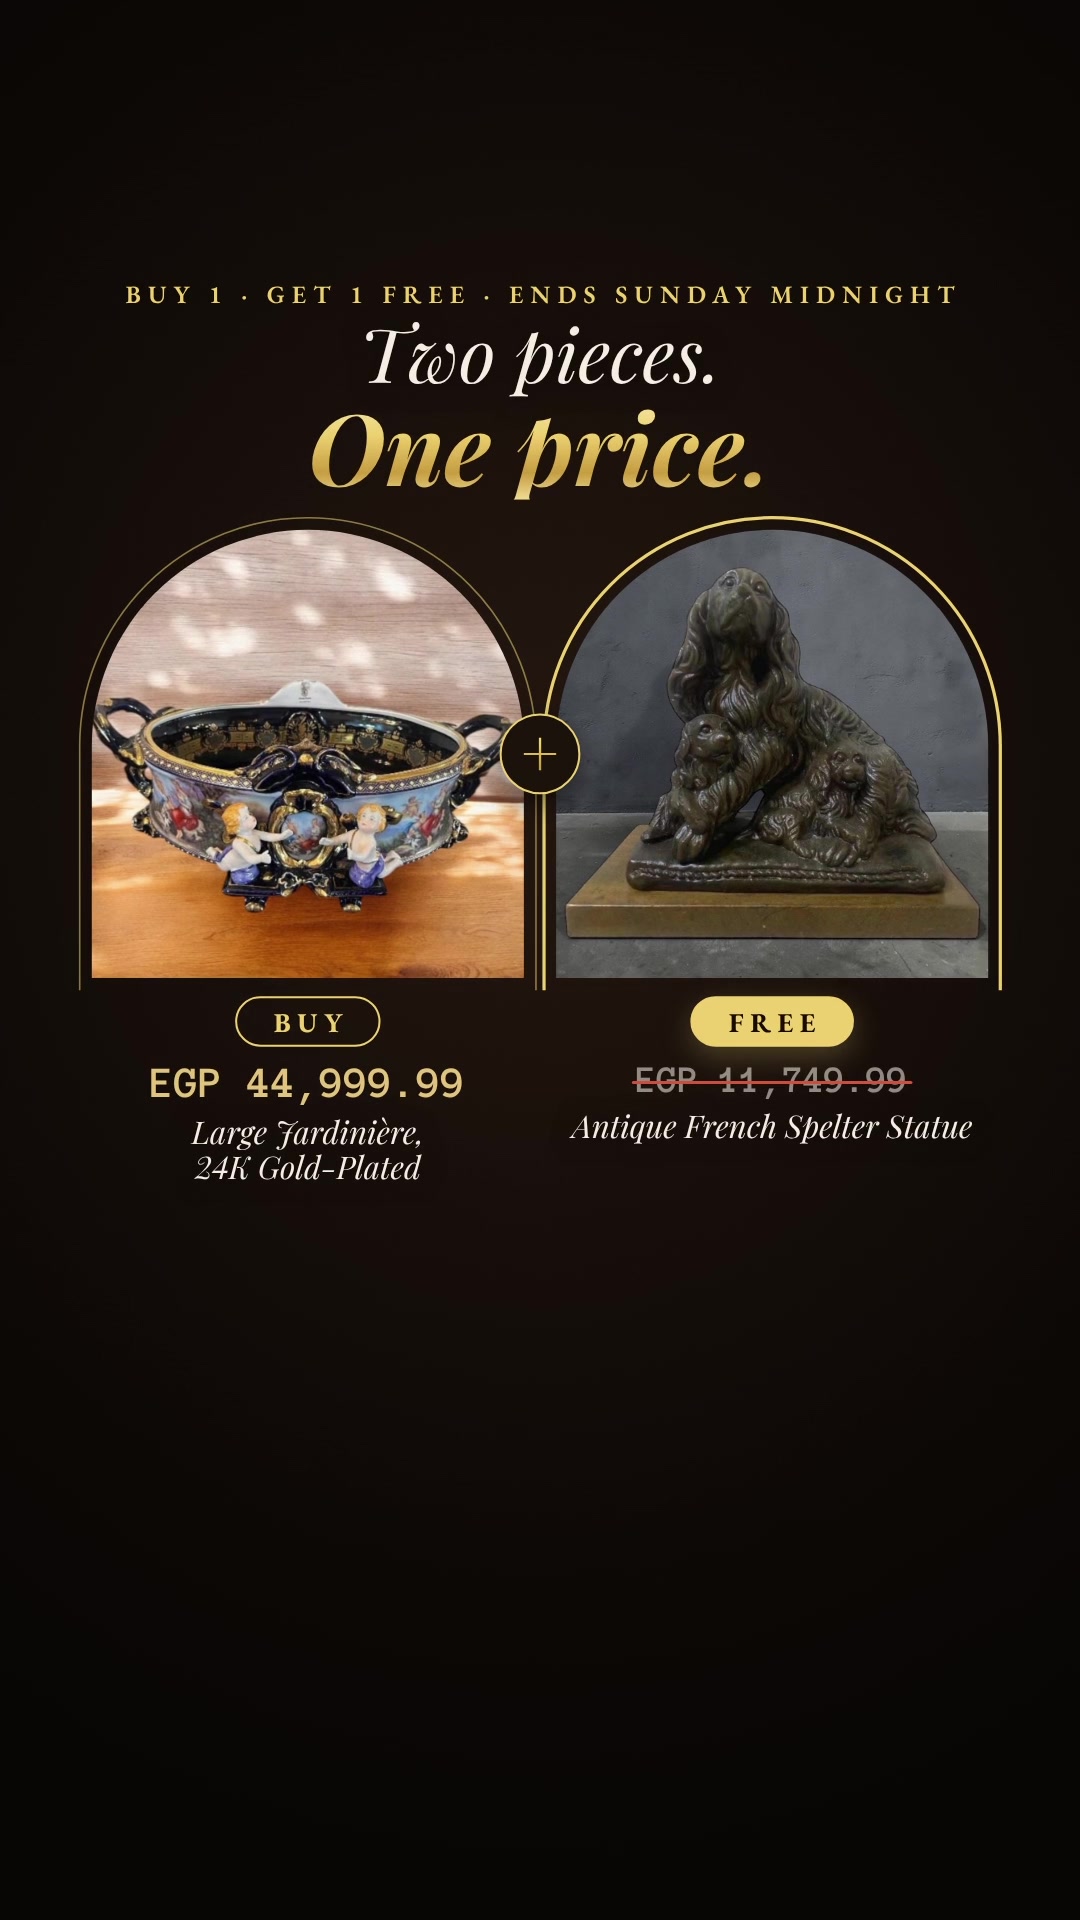 BUY 1 · GET 1 FREE · ENDS SUNDAY MIDNIGHT
Two pieces.
One price.
BUY
EGP 44,999.99
Large Jardinière,
24K Gold-Plated
FREE
EGP 11,749.99
Antique French Spelter Statue